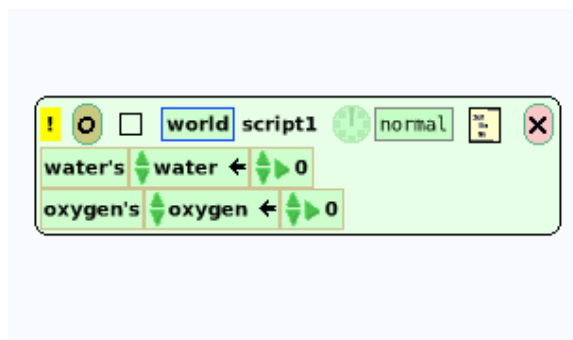 ! O world script1 normal X
water's water ← 0
oxygen's oxygen ← 0